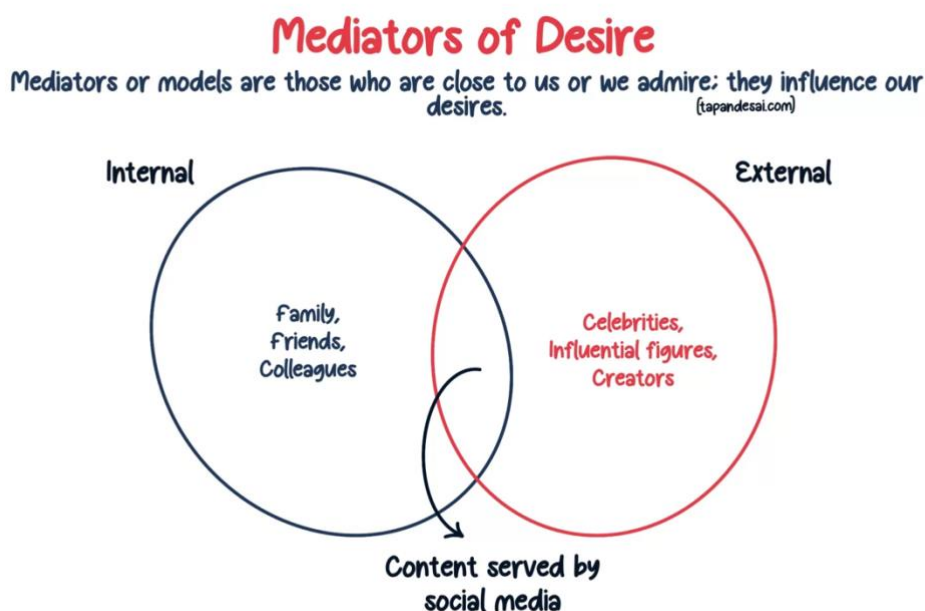 Mediators of Desire
Mediators or models are those who are close to us or we admire; they influence our
desires.
(tapandesai.com)
Internal
External
Family,
Friends,
Colleagues
Celebrities,
Influential figures,
Creators
Content served by
social media